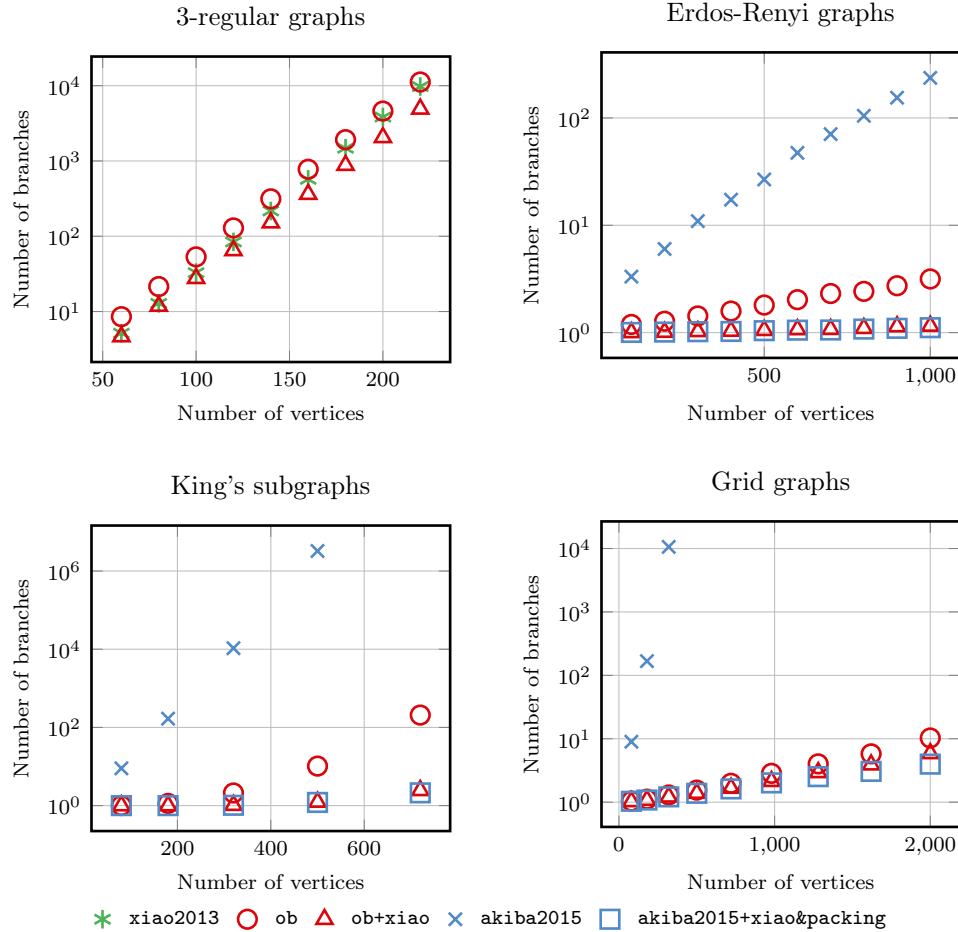 3-regular graphs
Number of branches
10^4
10^3
10^2
10^1
50 100 150 200
Number of vertices
Erdos-Renyi graphs
Number of branches
10^2
10^1
10^0
500 1,000
Number of vertices
King's subgraphs
Number of branches
10^6
10^4
10^2
10^0
200 400 600
Number of vertices
Grid graphs
Number of branches
10^4
10^3
10^2
10^1
10^0
0 1,000 2,000
Number of vertices
xiao2013 ob ob+xiao akiba2015 akiba2015+xiao&packing